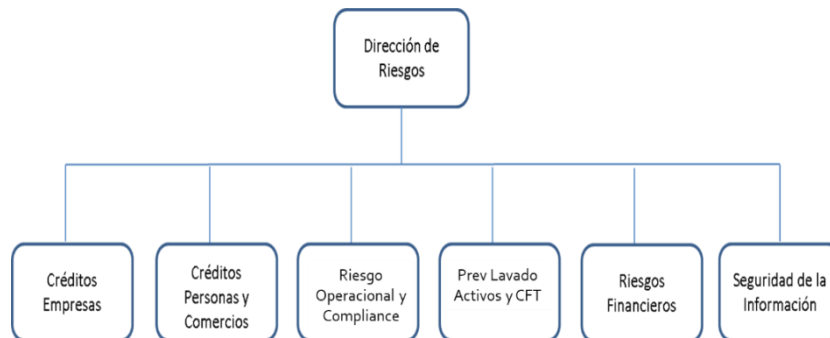 Dirección de
Riesgos
Créditos
Empresas
Créditos
Personas y
Comercios
Riesgo
Operacional y
Compliance
Prev Lavado
Activos y CFT
Riesgos
Financieros
Seguridad de la
Información